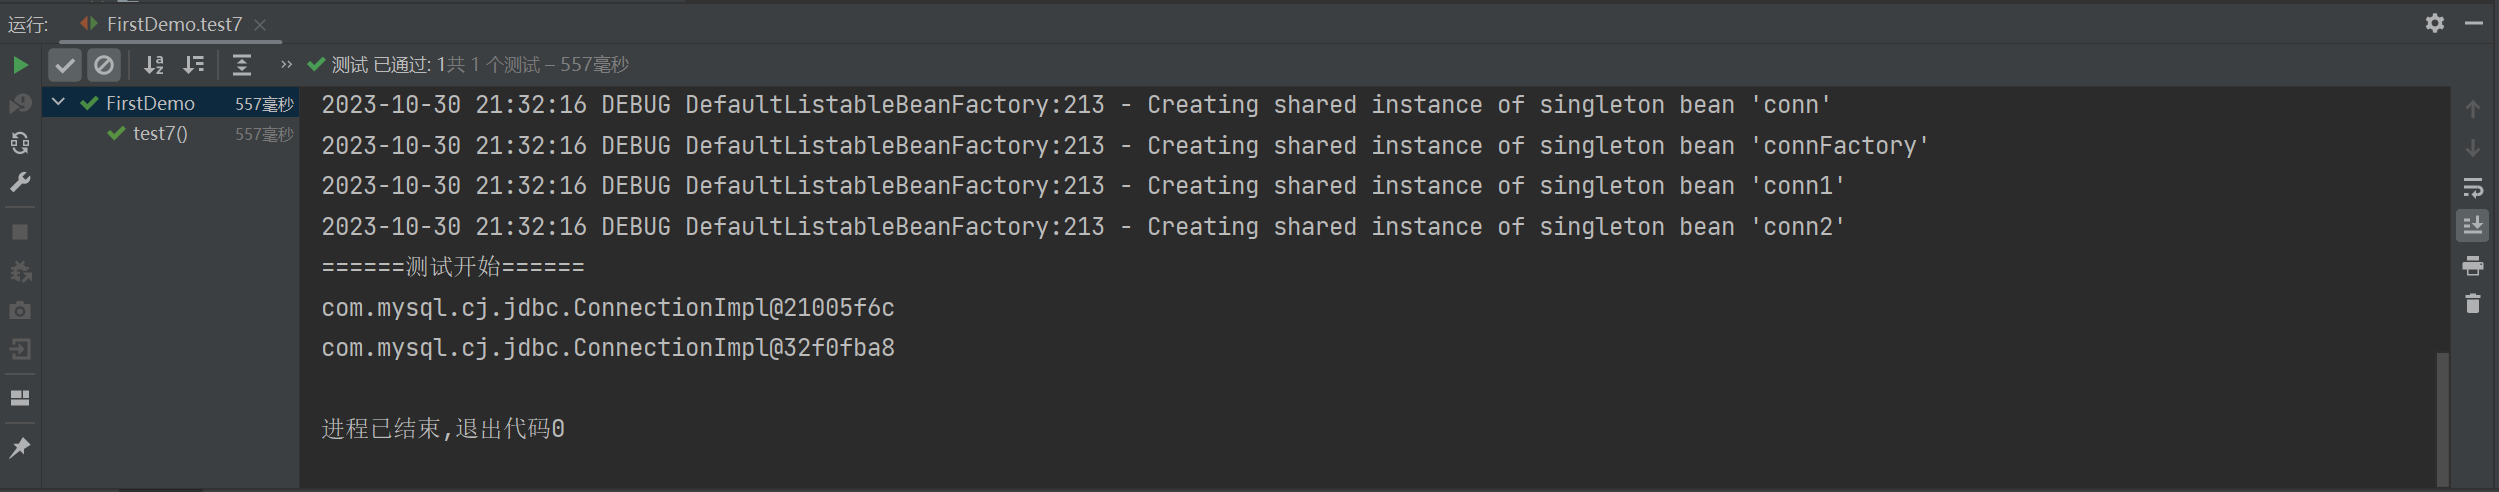 运行: FirstDemo.test7
测试 已通过: 1共 1 个测试 – 557毫秒
FirstDemo 557毫秒
test7() 557毫秒
2023-10-30 21:32:16 DEBUG DefaultListableBeanFactory:213 - Creating shared instance of singleton bean 'conn'
2023-10-30 21:32:16 DEBUG DefaultListableBeanFactory:213 - Creating shared instance of singleton bean 'connFactory'
2023-10-30 21:32:16 DEBUG DefaultListableBeanFactory:213 - Creating shared instance of singleton bean 'conn1'
2023-10-30 21:32:16 DEBUG DefaultListableBeanFactory:213 - Creating shared instance of singleton bean 'conn2'
======测试开始======
com.mysql.cj.jdbc.ConnectionImpl@21005f6c
com.mysql.cj.jdbc.ConnectionImpl@32f0fba8
进程已结束,退出代码0